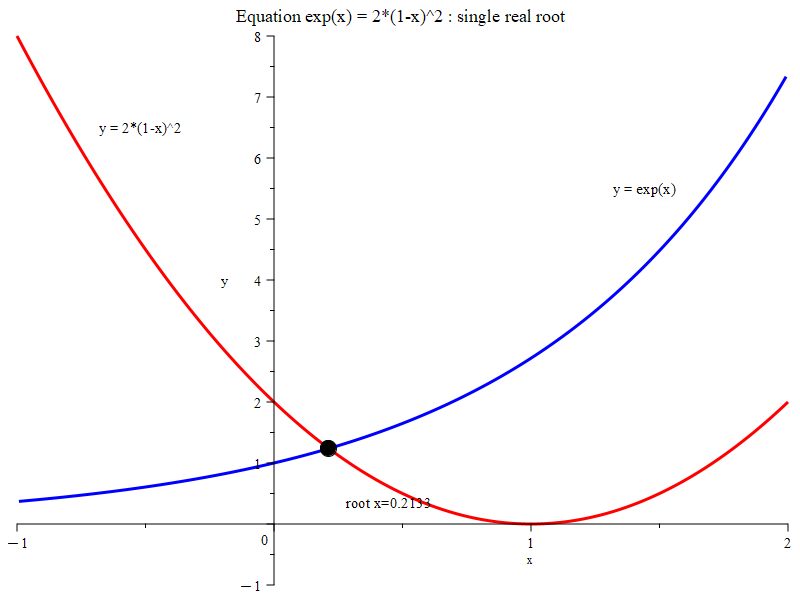 Equation exp(x) = 2*(1-x)^2 : single real root
8
7
y = 2*(1-x)^2
6
y = exp(x)
5
y
4
3
2
1
root x=0.2133
−1
0
1
2
x
−1